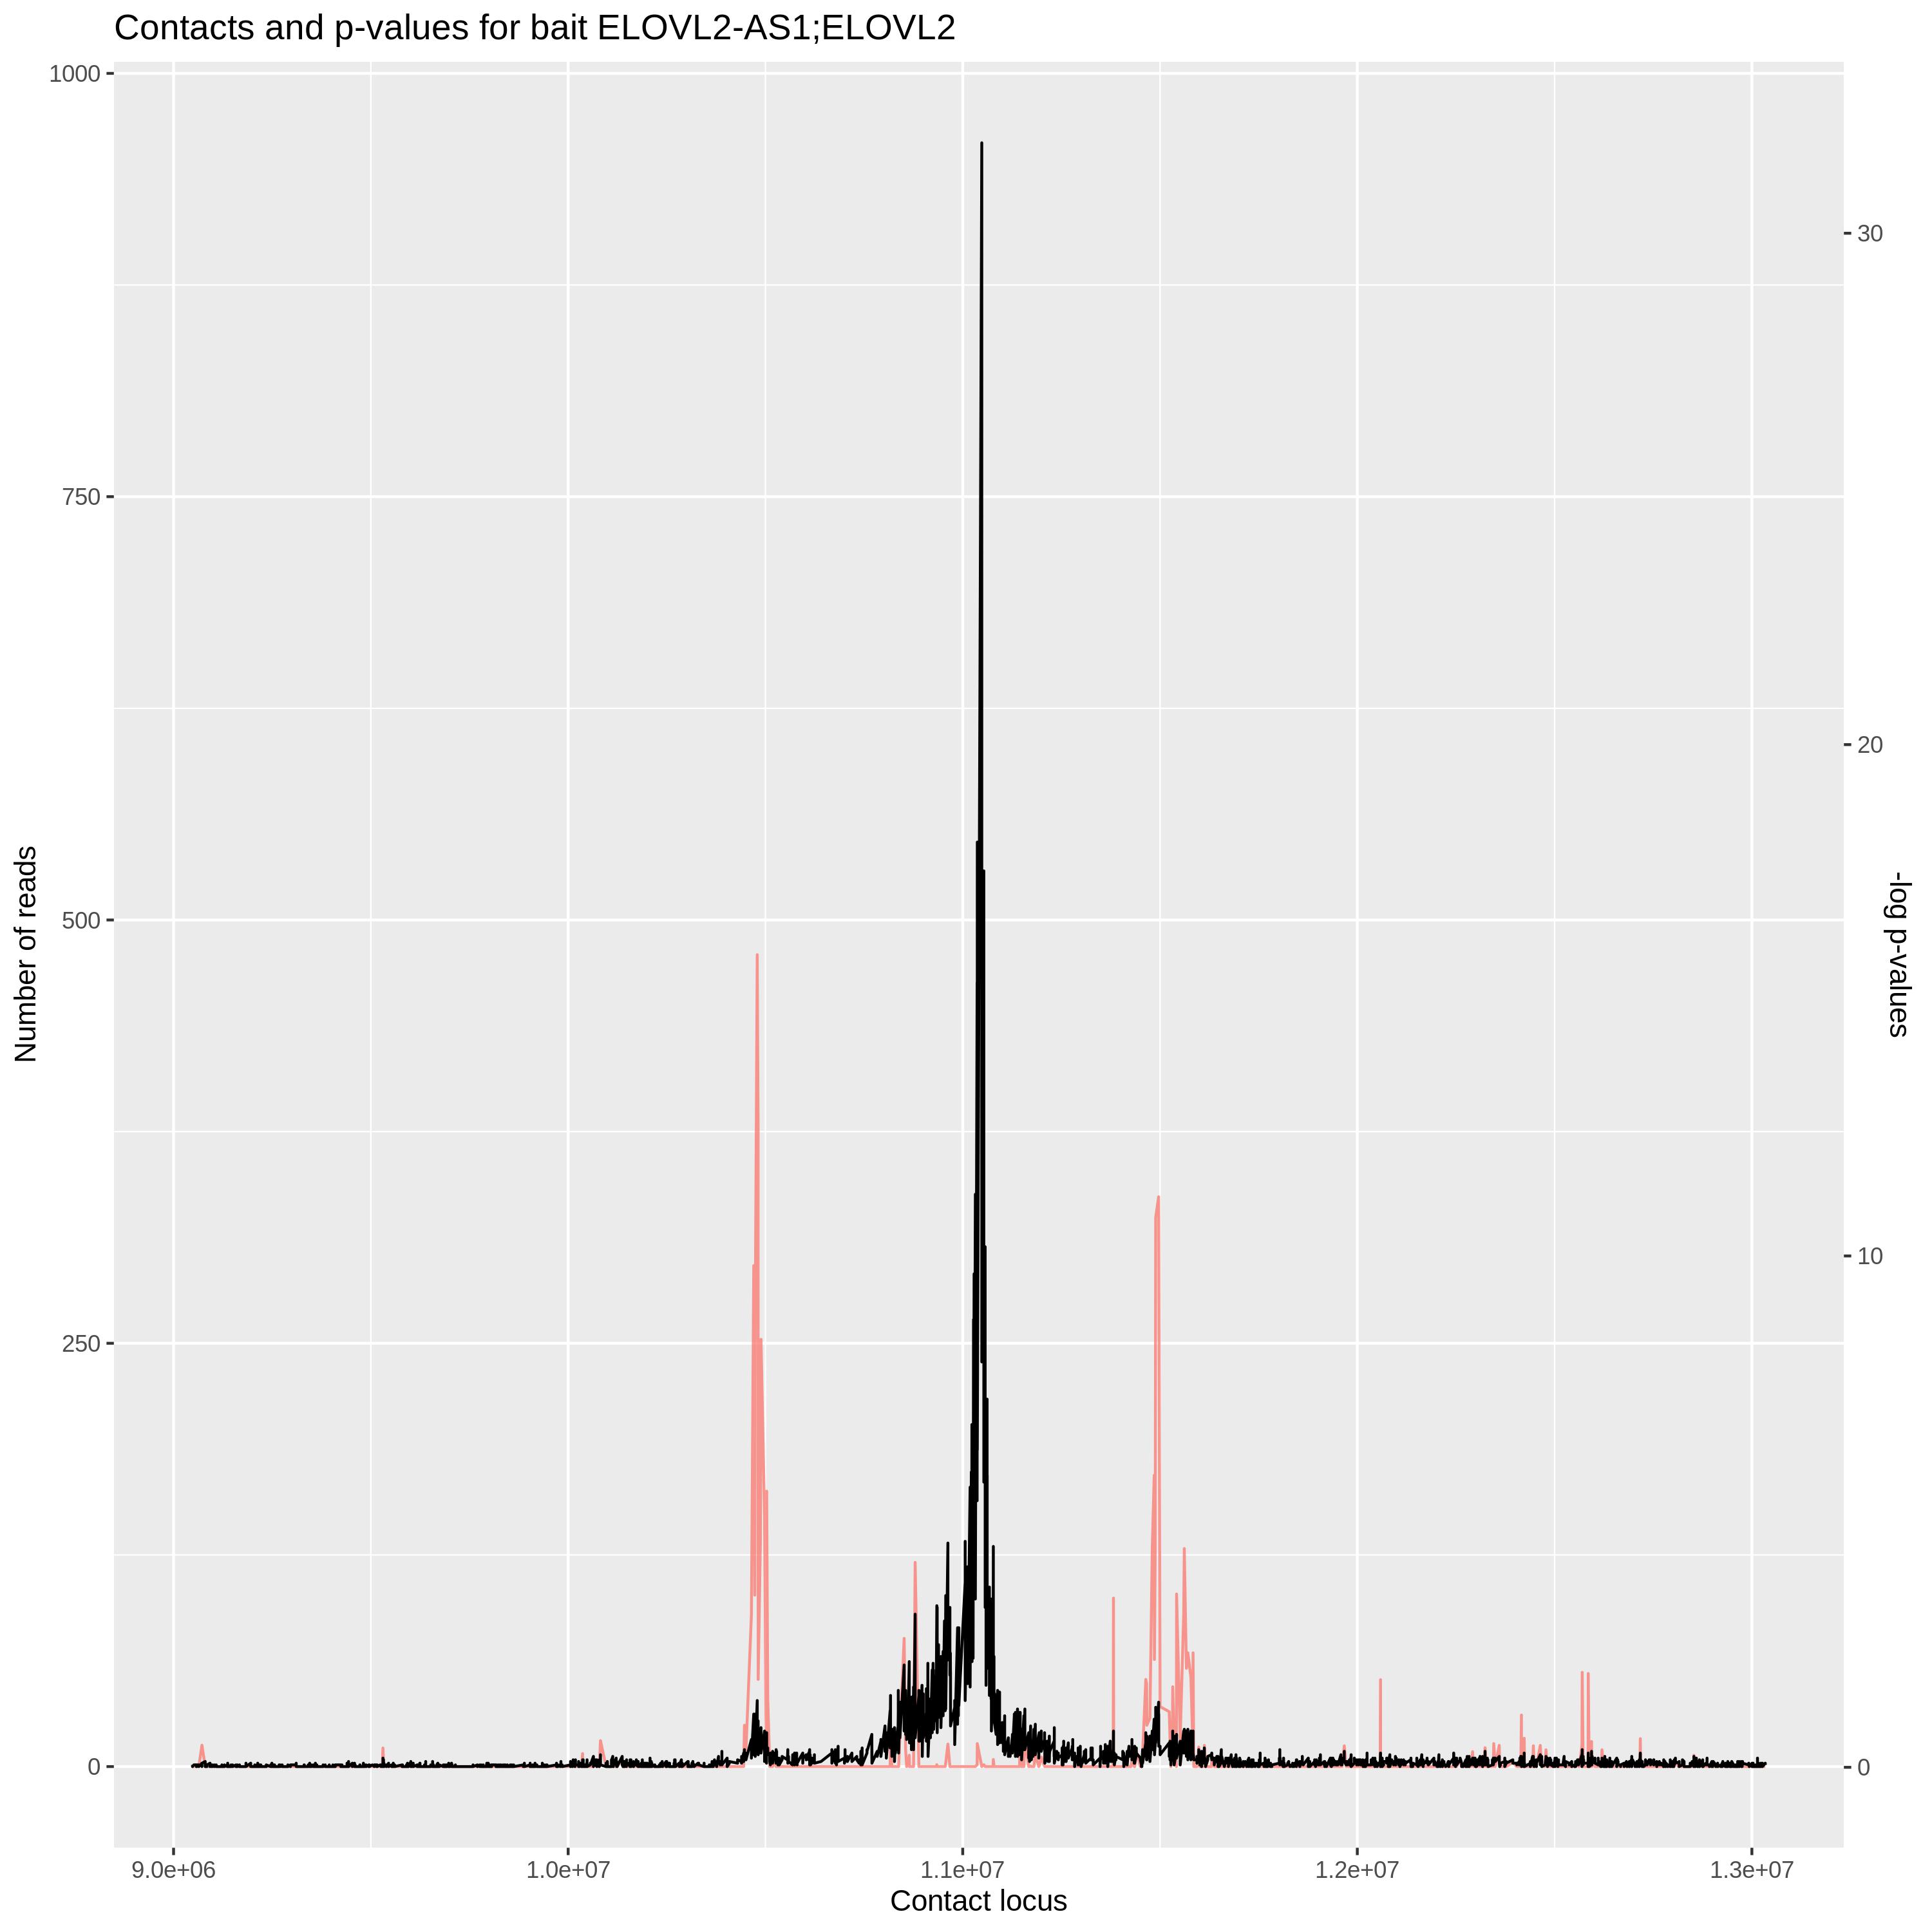 Contacts and p-values for bait ELOVL2-AS1;ELOVL2
1000
750
500
250
0
Number of reads
30
20
10
0
-log p-values
9.0e+06
1.0e+07
1.1e+07
1.2e+07
1.3e+07
Contact locus